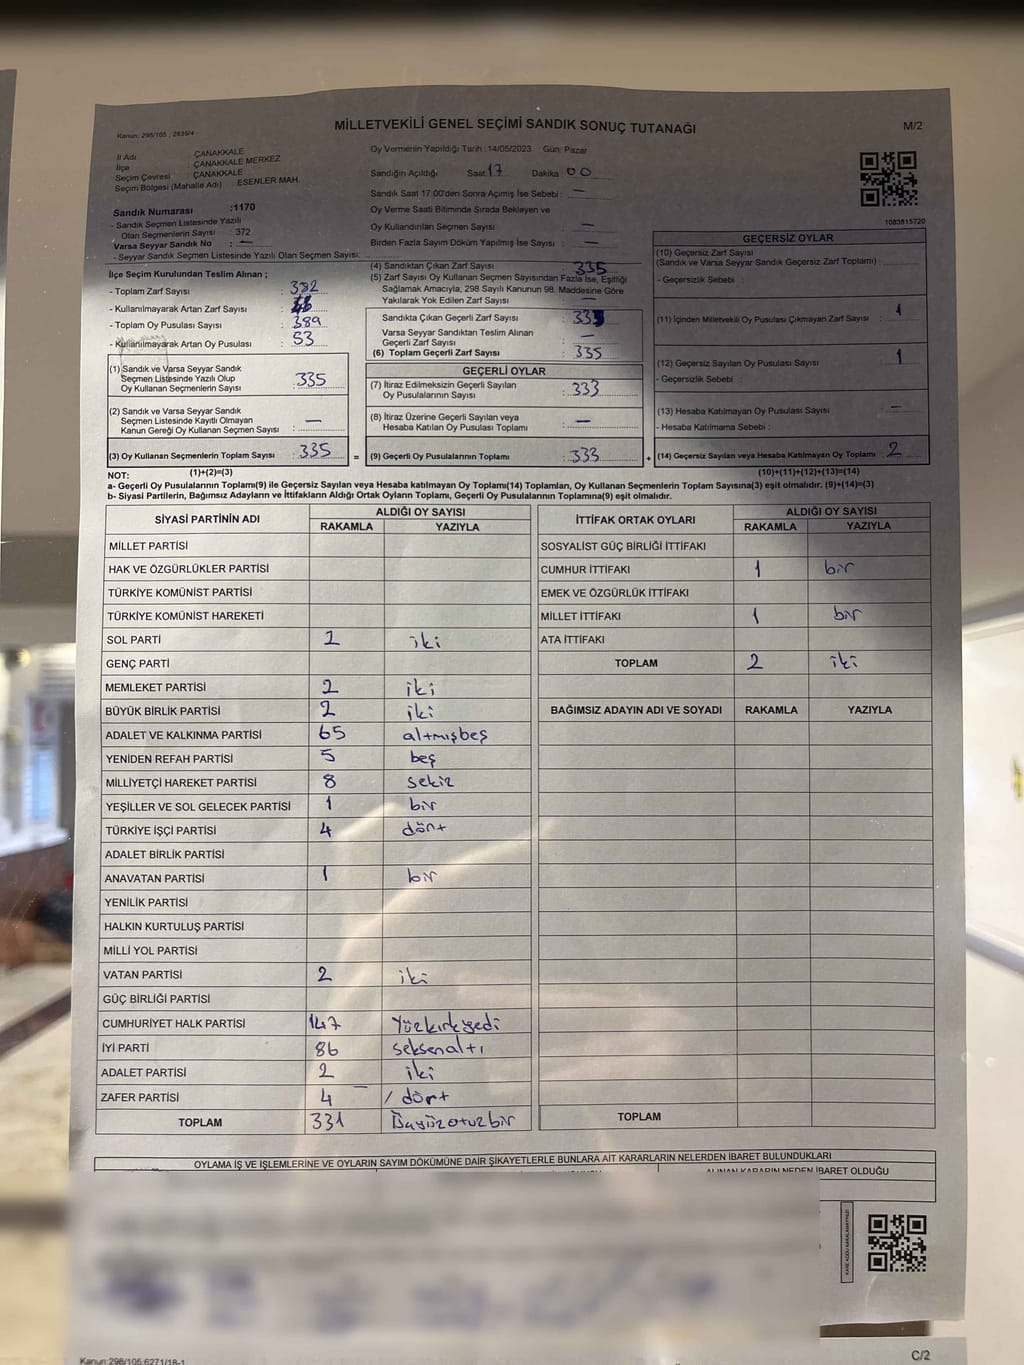 Kanun: 298/105 , 2839/4
MİLLETVEKİLİ GENEL SEÇİMİ SANDIK SONUÇ TUTANAĞI
M/2
İl Adı : ÇANAKKALE
İlçe : ÇANAKKALE MERKEZ
Seçim Çevresi : ÇANAKKALE
Seçim Bölgesi (Mahalle Adı) : ESENLER MAH.
Sandık Numarası :1170
- Sandık Seçmen Listesinde Yazılı
Olan Seçmenlerin Sayısı : 372
Varsa Seyyar Sandık No : —
- Seyyar Sandık Seçmen Listesinde Yazılı Olan Seçmen Sayısı:
Oy Vermenin Yapıldığı Tarih :14/05/2023 Gün: Pazar
Sandığın Açıldığı Saat 17 Dakika 00
Sandık Saat 17:00'den Sonra Açımış İse Sebebi : —
Oy Verme Saati Bitiminde Sırada Bekleyen ve
Oy Kullandırılan Seçmen Sayısı : —
Birden Fazla Sayım Döküm Yapılmış İse Sayısı : —
1083815720
İlçe Seçim Kurulundan Teslim Alınan ;
- Toplam Zarf Sayısı : 382
- Kullanılmayarak Artan Zarf Sayısı :
- Toplam Oy Pusulası Sayısı : 389
- Kullanılmayarak Artan Oy Pusulası : 53
(1) Sandık ve Varsa Seyyar Sandık
Seçmen Listesinde Yazılı Olup
Oy Kullanan Seçmenlerin Sayısı : 335
(2) Sandık ve Varsa Seyyar Sandık
Seçmen Listesinde Kayıtlı Olmayan
Kanun Gereği Oy Kullanan Seçmen Sayısı : —
(3) Oy Kullanan Seçmenlerin Toplam Sayısı : 335 =
(4) Sandıktan Çıkan Zarf Sayısı : 335
(5) Zarf Sayısı Oy Kullanan Seçmen Sayısından Fazla İse, Eşitliği
Sağlamak Amacıyla; 298 Sayılı Kanunun 98. Maddesine Göre
Yakılarak Yok Edilen Zarf Sayısı : —
Sandıkta Çıkan Geçerli Zarf Sayısı : 335
Varsa Seyyar Sandıktan Teslim Alınan
Geçerli Zarf Sayısı :
(6) Toplam Geçerli Zarf Sayısı : 335
GEÇERLİ OYLAR
(7) İtiraz Edilmeksizin Geçerli Sayılan
Oy Pusulalarının Sayısı : 333
(8) İtiraz Üzerine Geçerli Sayılan veya
Hesaba Katılan Oy Pusulası Toplamı : —
(9) Geçerli Oy Pusulalarının Toplamı : 333 +
GEÇERSİZ OYLAR
(10) Geçersiz Zarf Sayısı
(Sandık ve Varsa Seyyar Sandık Geçersiz Zarf Toplamı) :
- Geçersizlik Sebebi :
(11) İçinden Milletvekili Oy Pusulası Çıkmayan Zarf Sayısı : 1
(12) Geçersiz Sayılan Oy Pusulası Sayısı : 1
- Geçersizlik Sebebi :
(13) Hesaba Katılmayan Oy Pusulası Sayısı : —
- Hesaba Katılmama Sebebi :
(14) Geçersiz Sayılan veya Hesaba Katılmayan Oy Toplamı : 2
NOT: (1)+(2)=(3) (10)+(11)+(12)+(13)=(14)
a- Geçerli Oy Pusulalarının Toplamı(9) ile Geçersiz Sayılan veya Hesaba katılmayan Oy Toplamı(14) Toplamları, Oy Kullanan Seçmenlerin Toplam Sayısına(3) eşit olmalıdır. (9)+(14)=(3)
b- Siyasi Partilerin, Bağımsız Adayların ve İttifakların Aldığı Ortak Oyların Toplamı, Geçerli Oy Pusulalarının Toplamına(9) eşit olmalıdır.
SİYASİ PARTİNİN ADI ALDIĞI OY SAYISI
RAKAMLA YAZIYLA
MİLLET PARTİSİ
HAK VE ÖZGÜRLÜKLER PARTİSİ
TÜRKİYE KOMÜNİST PARTİSİ
TÜRKİYE KOMÜNİST HAREKETİ
SOL PARTİ 2 iki
GENÇ PARTİ
MEMLEKET PARTİSİ 2 iki
BÜYÜK BİRLİK PARTİSİ 2 iki
ADALET VE KALKINMA PARTİSİ 65 altmışbeş
YENİDEN REFAH PARTİSİ 5 beş
MİLLİYETÇİ HAREKET PARTİSİ 8 sekiz
YEŞİLLER VE SOL GELECEK PARTİSİ 1 bir
TÜRKİYE İŞÇİ PARTİSİ 4 dört
ADALET BİRLİK PARTİSİ
ANAVATAN PARTİSİ 1 bir
YENİLİK PARTİSİ
HALKIN KURTULUŞ PARTİSİ
MİLLİ YOL PARTİSİ
VATAN PARTİSİ 2 iki
GÜÇ BİRLİĞİ PARTİSİ
CUMHURİYET HALK PARTİSİ 147 Yüzkırkyedi
İYİ PARTİ 86 seksenaltı
ADALET PARTİSİ 2 iki
ZAFER PARTİSİ 4 / dört
TOPLAM 331 Üçyüzotuzbir
İTTİFAK ORTAK OYLARI ALDIĞI OY SAYISI
RAKAMLA YAZIYLA
SOSYALIST GÜÇ BİRLİĞİ İTTİFAKI
CUMHUR İTTİFAKI 1 bir
EMEK VE ÖZGÜRLÜK İTTİFAKI
MİLLET İTTİFAKI 1 bir
ATA İTTİFAKI
TOPLAM 2 iki
BAĞIMSIZ ADAYIN ADI VE SOYADI RAKAMLA YAZIYLA
TOPLAM
OYLAMA İŞ VE İŞLEMLERİNE VE OYLARIN SAYIM DÖKÜMÜNE DAİR ŞİKAYETLERLE BUNLARA AİT KARARLARIN NELERDEN İBARET BULUNDUKLARI
ALINAN KARARIN NEDEN İBARET OLDUĞU
Kanun: 298/105,6271/18-1
C/2